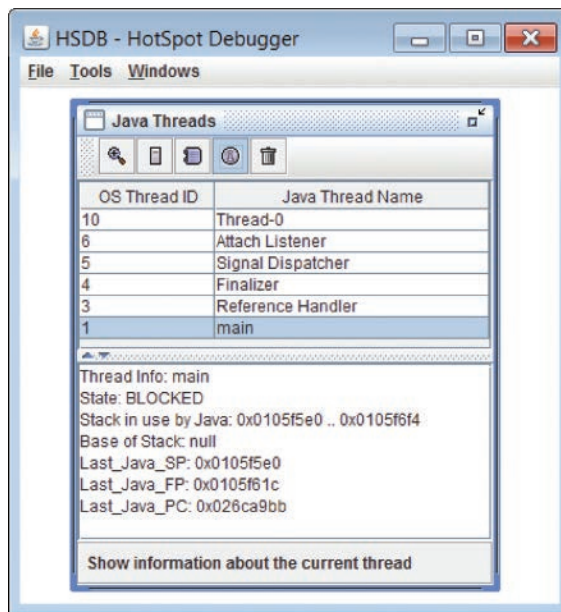 HSDB - HotSpot Debugger
File Tools Windows
Java Threads
OS Thread ID Java Thread Name
10 Thread-0
6 Attach Listener
5 Signal Dispatcher
4 Finalizer
3 Reference Handler
1 main
Thread Info: main
State: BLOCKED
Stack in use by Java: 0x0105f5e0 .. 0x0105f6f4
Base of Stack: null
Last_Java_SP: 0x0105f5e0
Last_Java_FP: 0x0105f61c
Last_Java_PC: 0x026ca9bb
Show information about the current thread